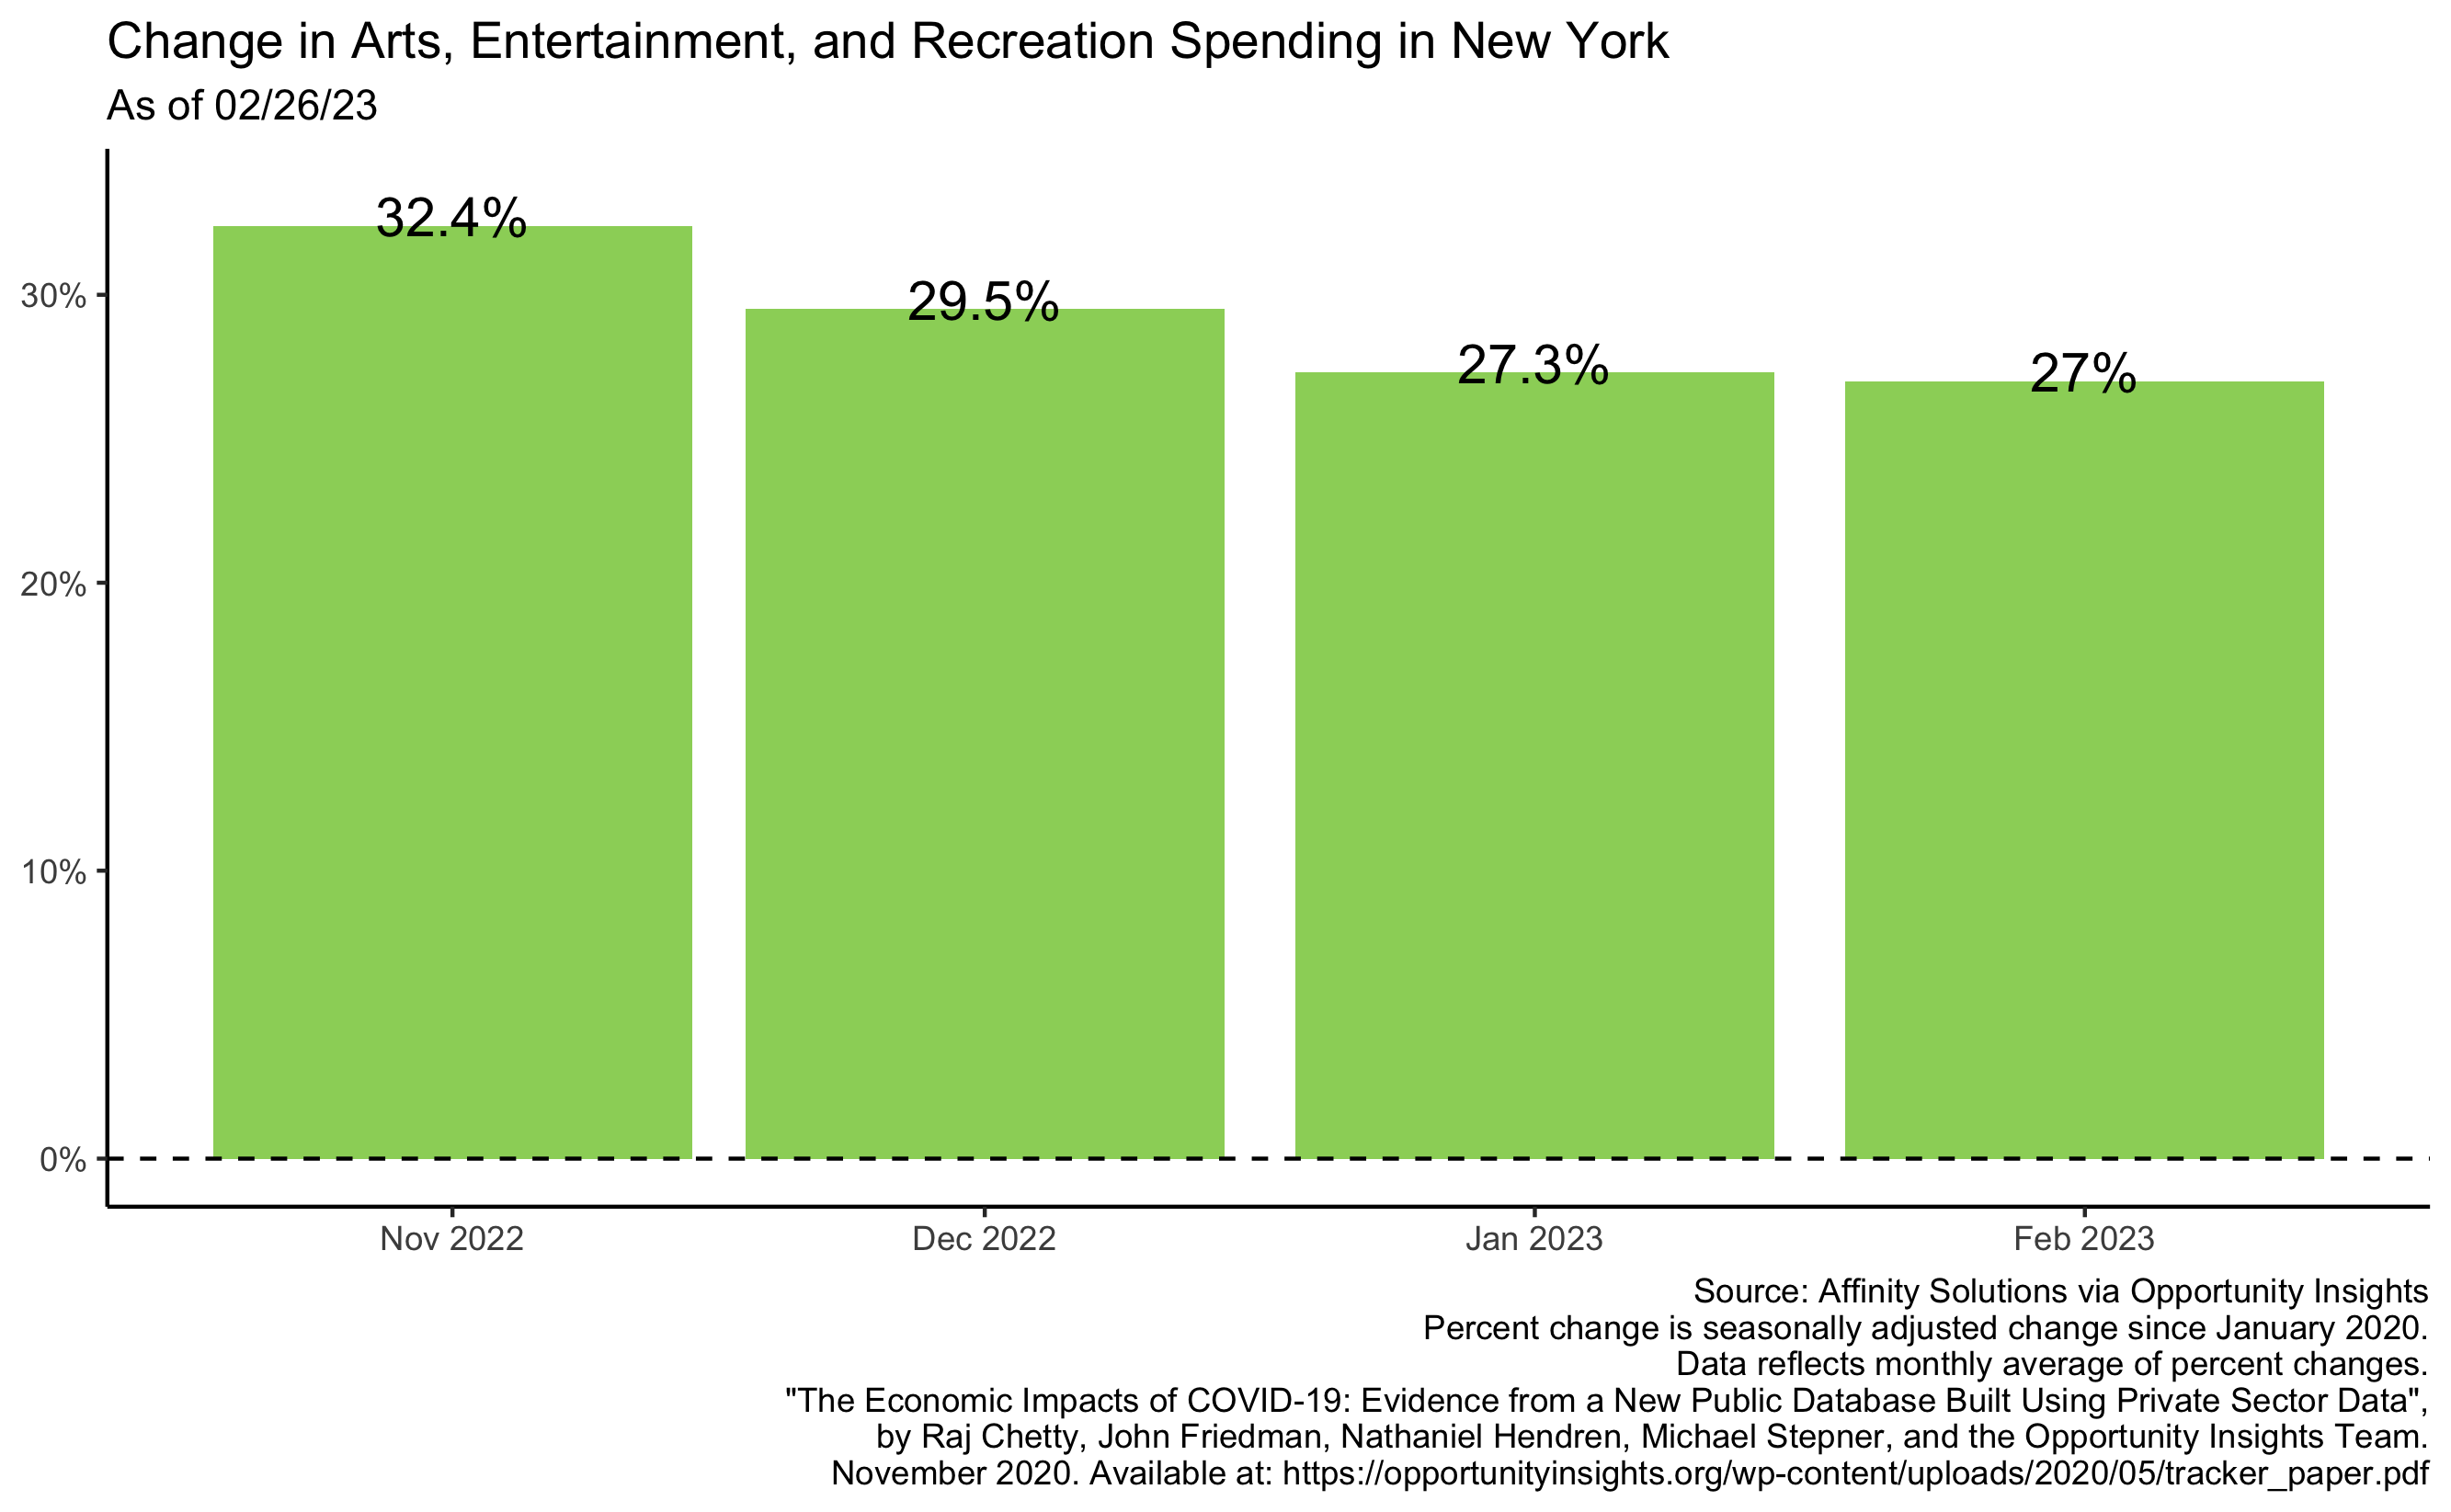 Change in Arts, Entertainment, and Recreation Spending in New York
As of 02/26/23
32.4%
29.5%
27.3%
27%
30%
20%
10%
0%
Nov 2022
Dec 2022
Jan 2023
Feb 2023
Source: Affinity Solutions via Opportunity Insights
Percent change is seasonally adjusted change since January 2020.
Data reflects monthly average of percent changes.
"The Economic Impacts of COVID-19: Evidence from a New Public Database Built Using Private Sector Data",
by Raj Chetty, John Friedman, Nathaniel Hendren, Michael Stepner, and the Opportunity Insights Team.
November 2020. Available at: https://opportunityinsights.org/wp-content/uploads/2020/05/tracker_paper.pdf